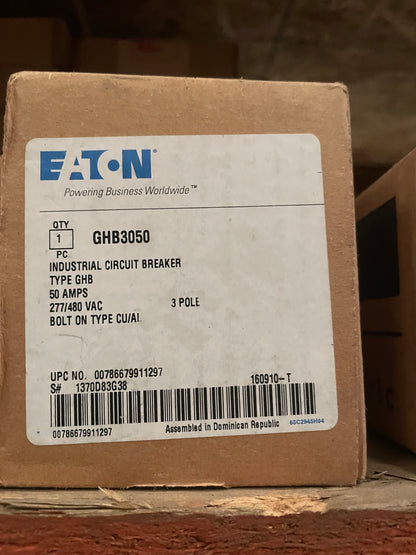 EATON
Powering Business Worldwide™
QTY
1 GHB3050
PC
INDUSTRIAL CIRCUIT BREAKER
TYPE GHB
50 AMPS
277/480 VAC 3 POLE
BOLT ON TYPE CU/Al
UPC NO. 00786679911297
S# 1370D83G38 160910-T
00786679911297 Assembled in Dominican Republic 68C2945H04